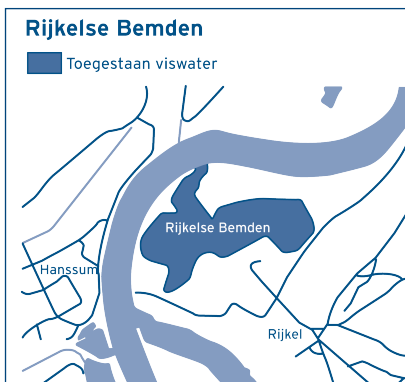 Rijkelse Bemden
Toegestaan viswater
Rijkelse Bemden
Hanssum
Rijkel